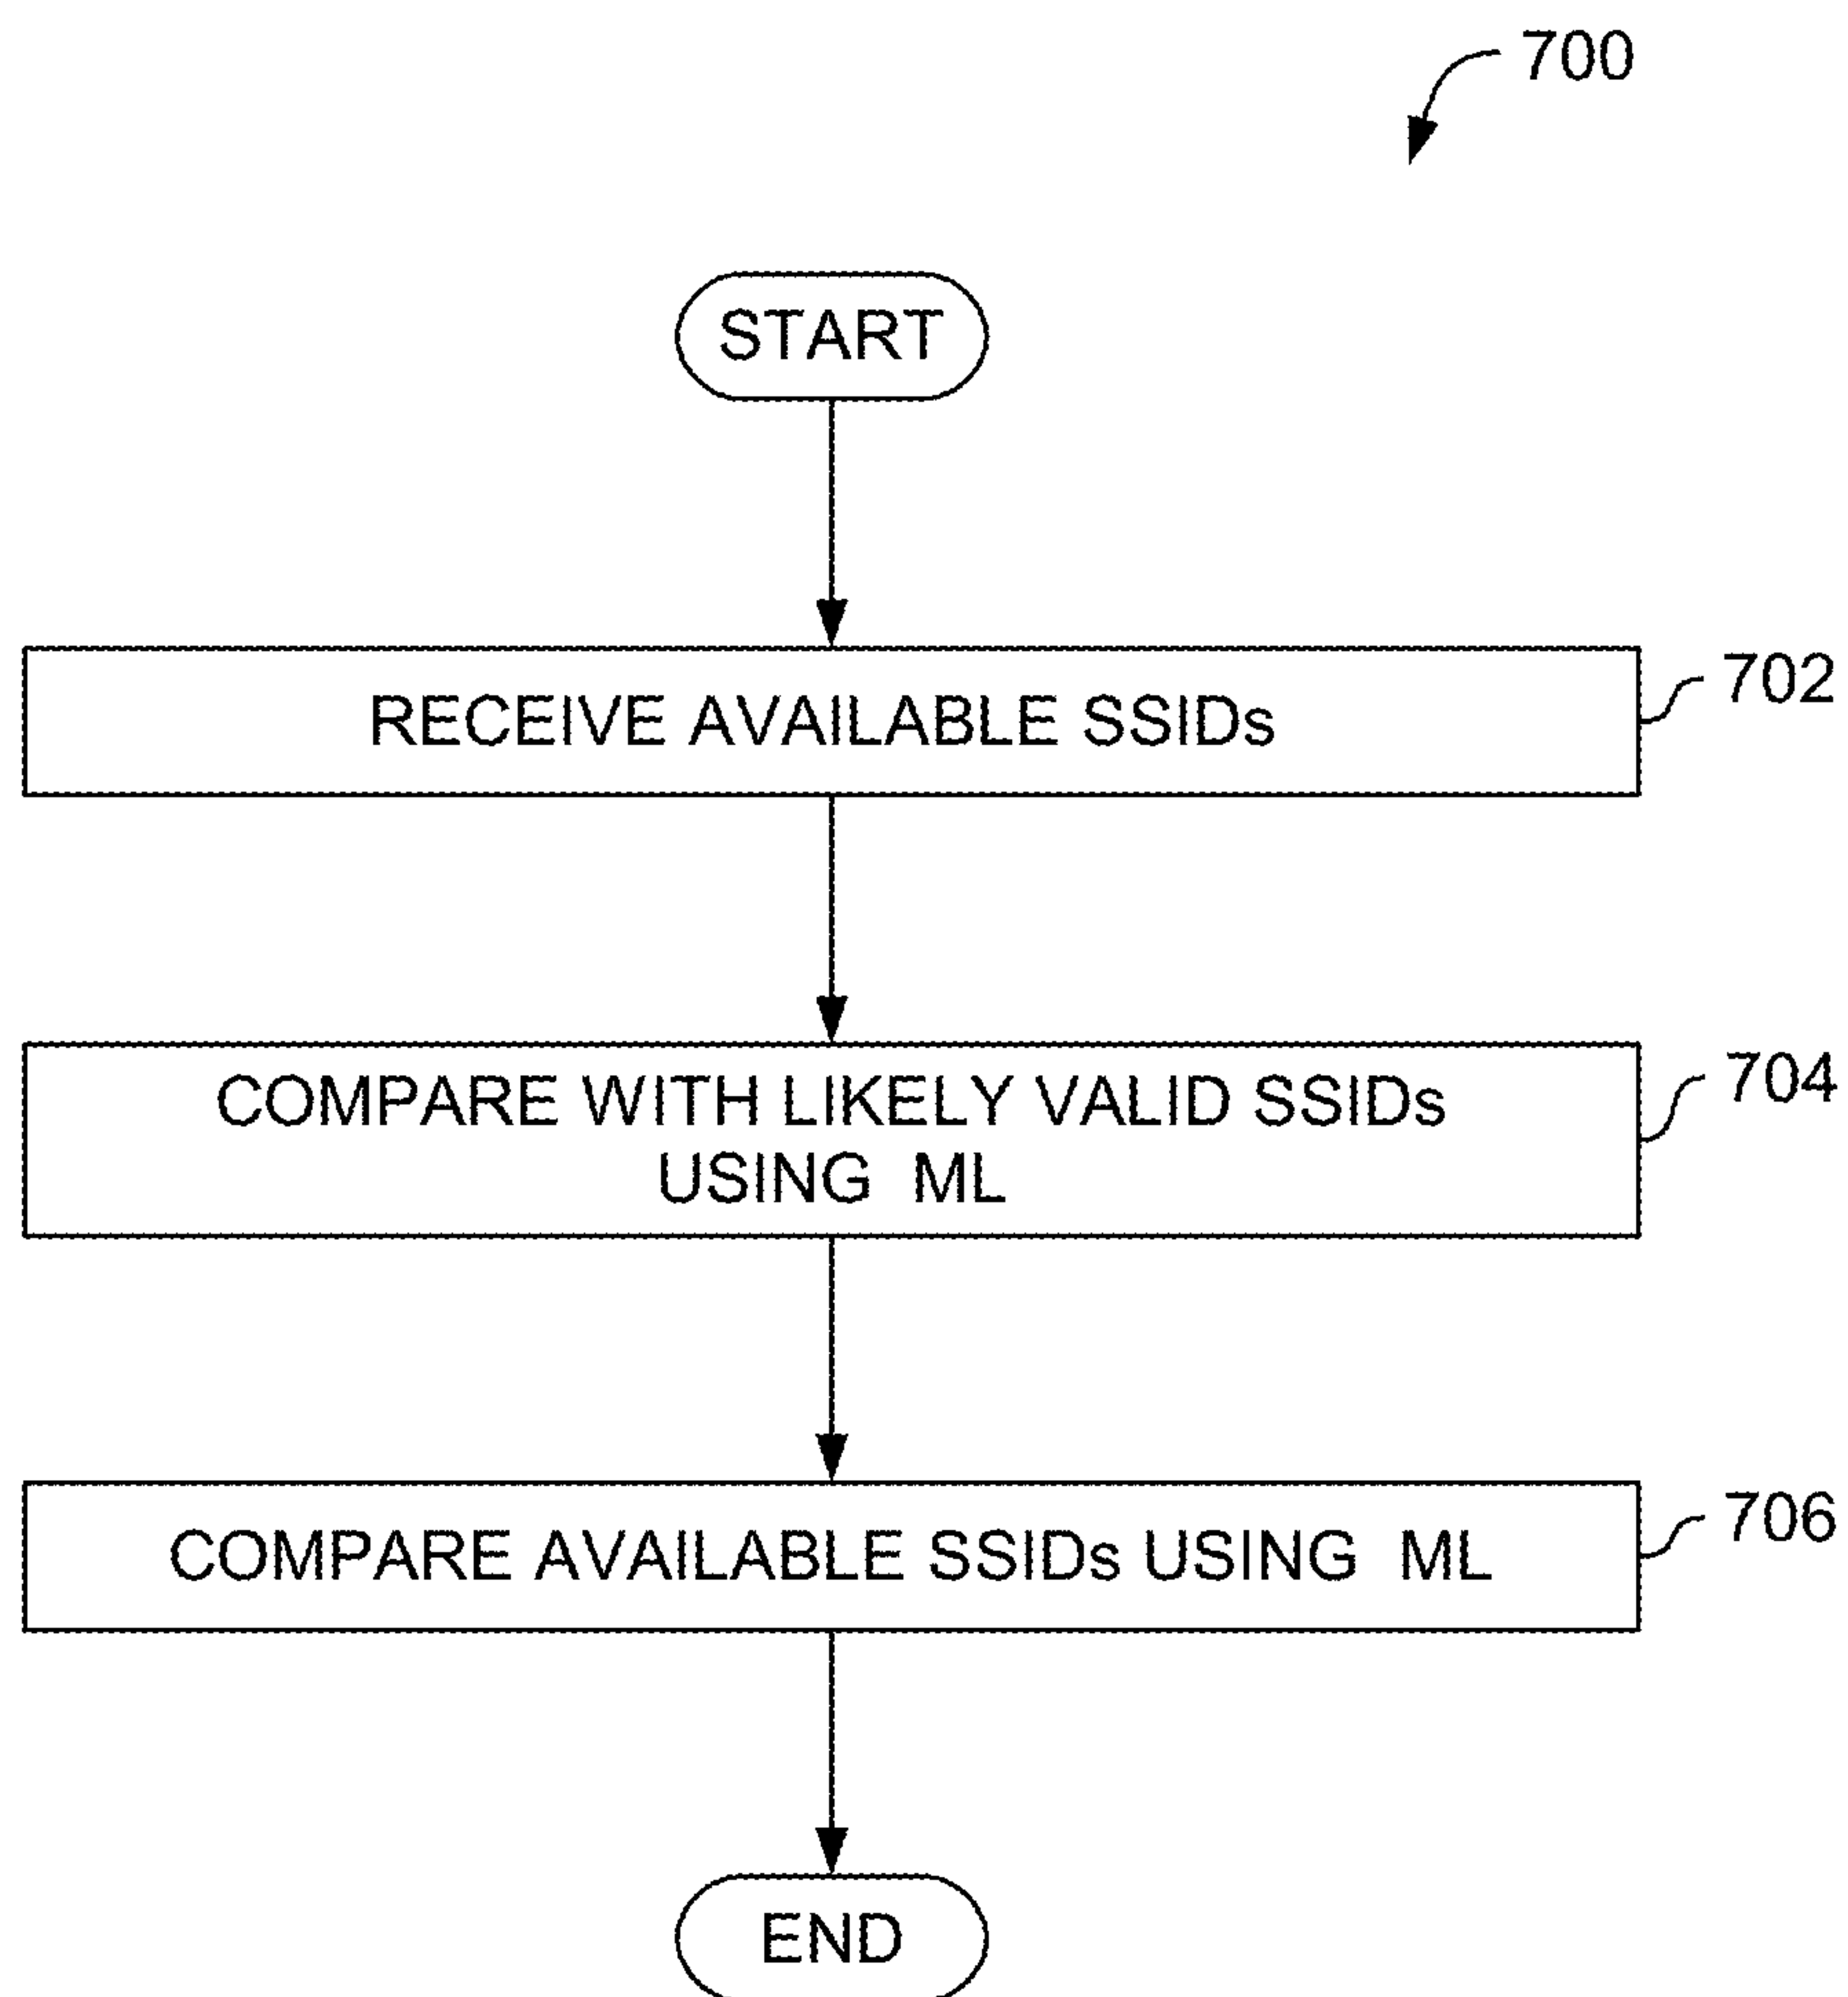 700
START
RECEIVE AVAILABLE SSIDs
702
COMPARE WITH LIKELY VALID SSIDs
USING ML
704
COMPARE AVAILABLE SSIDs USING ML
706
END